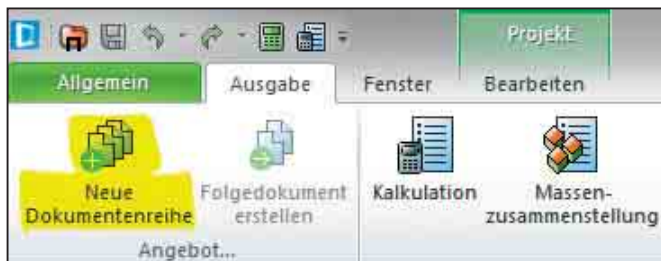 Projekt
Allgemein Ausgabe Fenster Bearbeiten
Neue Dokumentenreihe
Folgedokument erstellen
Kalkulation
Massen-
zusammenstellung
Angebot...